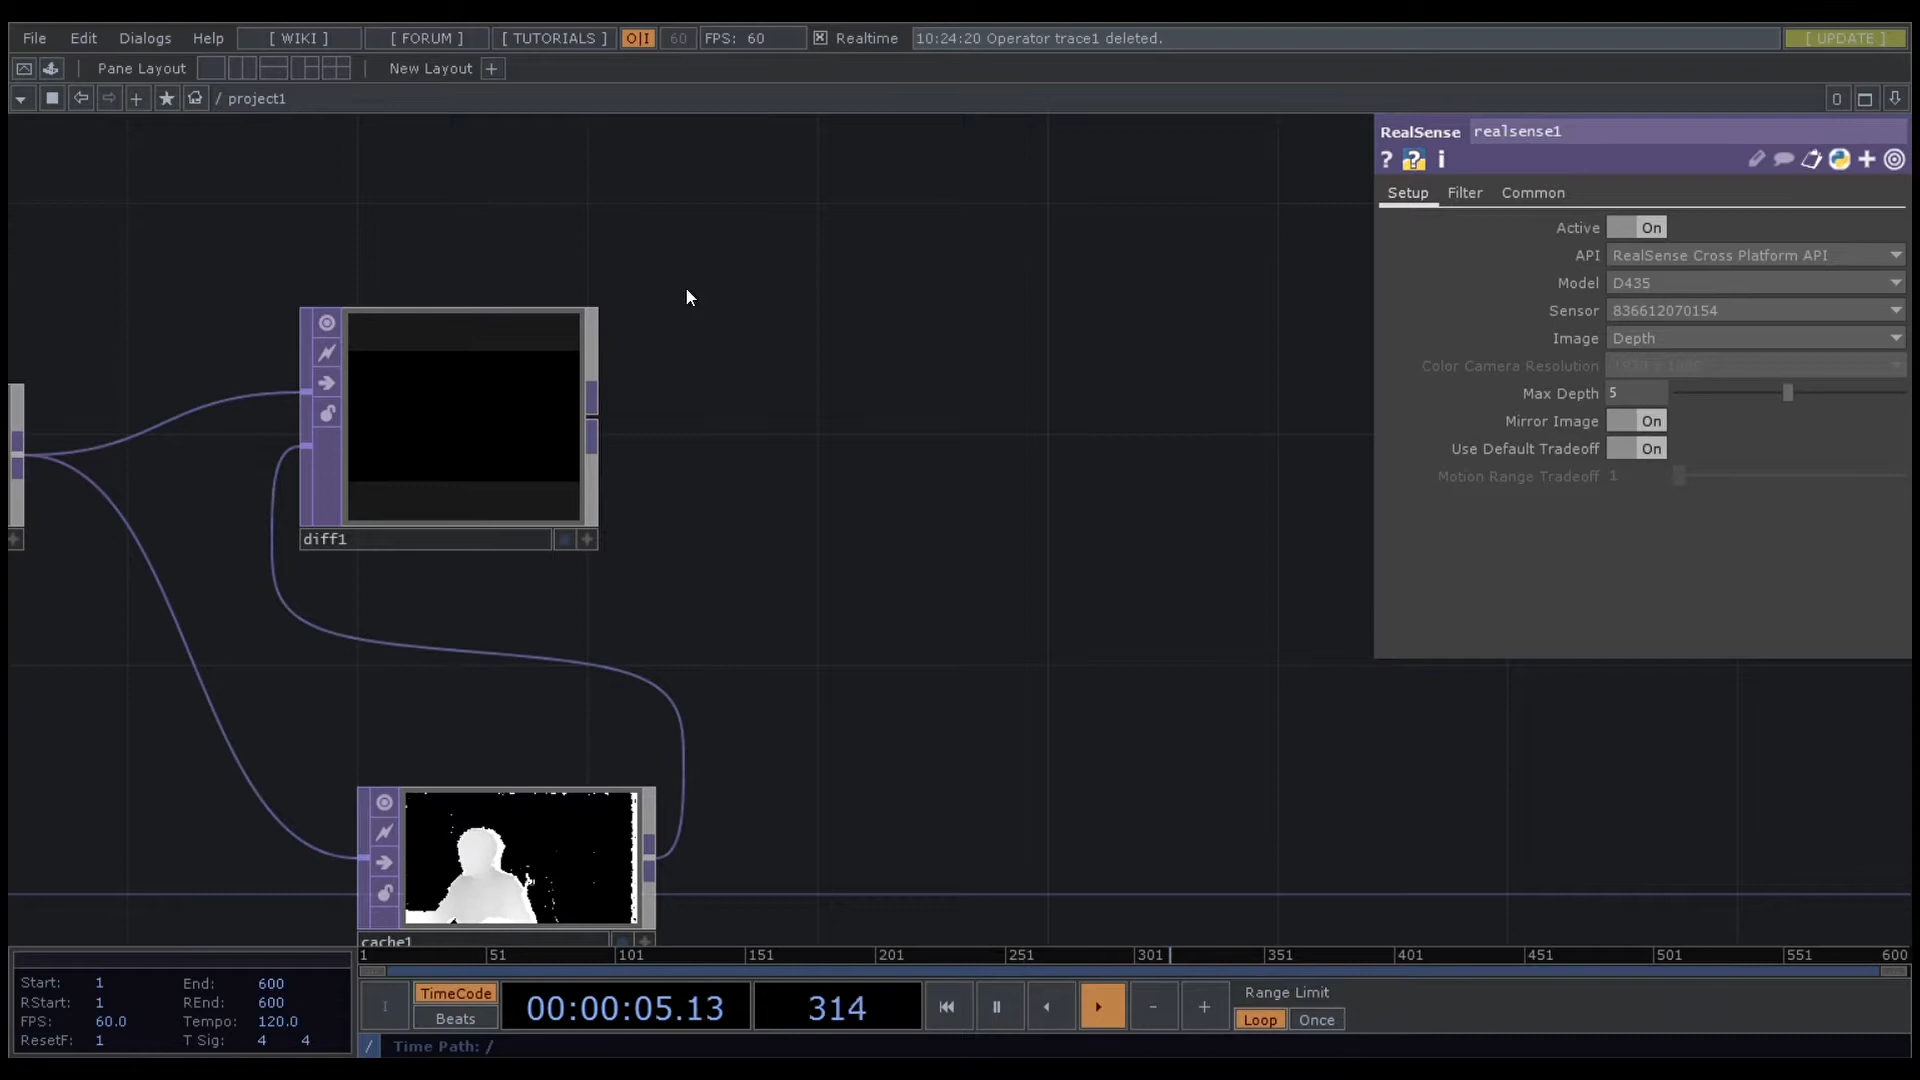 File Edit Dialogs Help [ WIKI ] [ FORUM ] [ TUTORIALS ] O|I 60 FPS: 60 Realtime 10:24:20 Operator trace1 deleted. [ UPDATE ]
Pane Layout New Layout +
/ project1 0
RealSense realsense1
? ? i
Setup Filter Common
Active On
API RealSense Cross Platform API
Model D435
Sensor 836612070154
Image Depth
Color Camera Resolution
Max Depth 5
Mirror Image On
Use Default Tradeoff On
Motion Range Tradeoff 1
diff1
cache1
1 51 101 151 201 251 301 351 401 451 501 551 600
Start: 1 End: 600
RStart: 1 REnd: 600
FPS: 60.0 Tempo: 120.0
ResetF: 1 T Sig: 4 4
TimeCode
Beats
00:00:05.13
314
Range Limit
Loop Once
/ Time Path: /